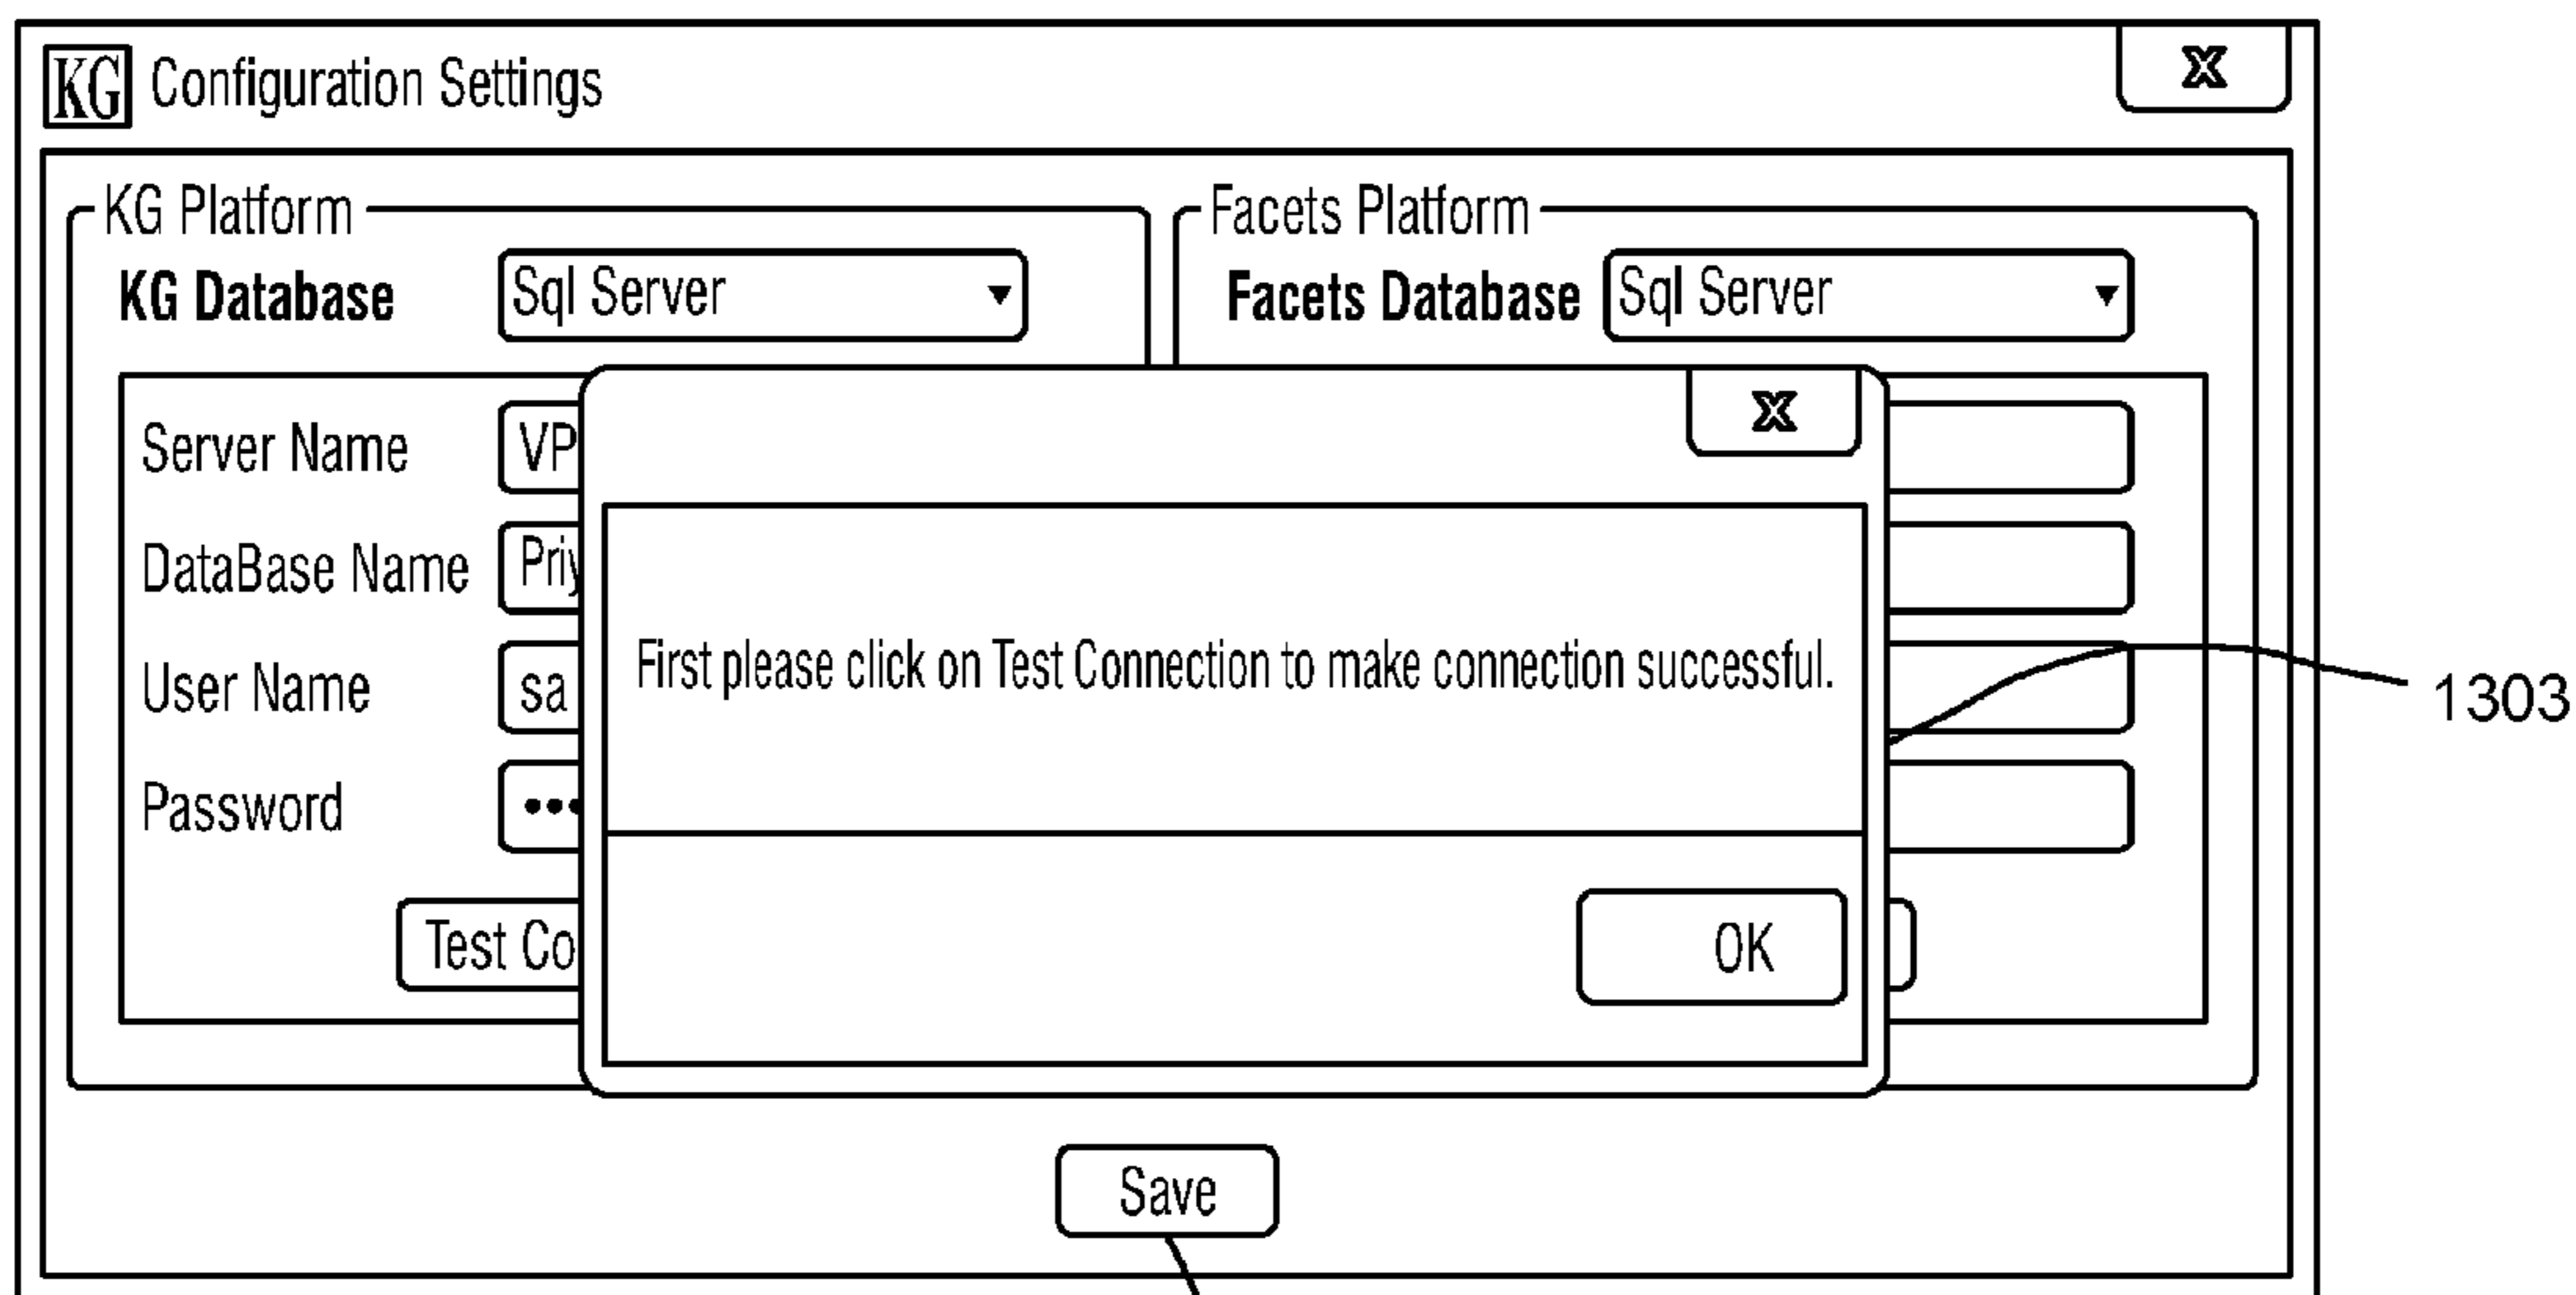 KG Configuration Settings X
KG Platform
KG Database Sql Server
Facets Platform
Facets Database Sql Server
Server Name VP
DataBase Name Priy
User Name sa
Password •••
Test Co
X
First please click on Test Connection to make connection successful.
OK
1303
Save